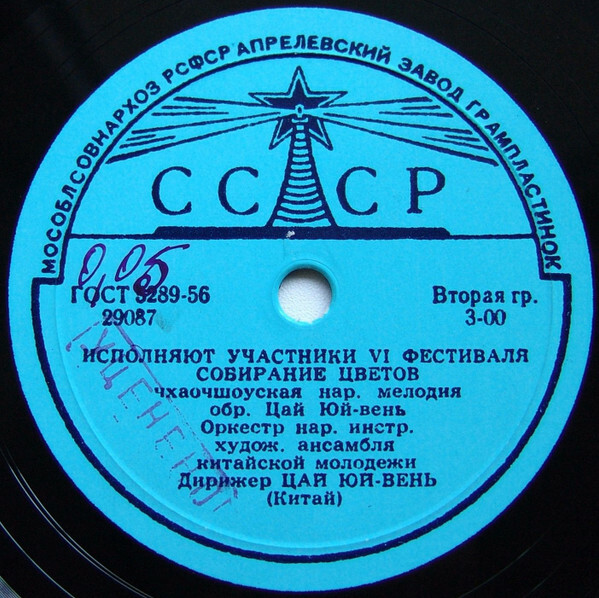 МОСОБЛСОВНАРХОЗ РСФСР АПРЕЛЕВСКИЙ ЗАВОД ГРАМПЛАСТИНОК
СССР
0,05
ГОСТ 5289-56
29087
Вторая гр.
3-00
ИСПОЛНЯЮТ УЧАСТНИКИ VI ФЕСТИВАЛЯ
СОБИРАНИЕ ЦВЕТОВ
чхаочшоуская нар. мелодия
обр. Цай Юй-вень
Оркестр нар. инстр.
худож. ансамбля
китайской молодежи
Дирижер ЦАЙ ЮЙ-ВЕНЬ
(Китай)
УЦЕНЕНО